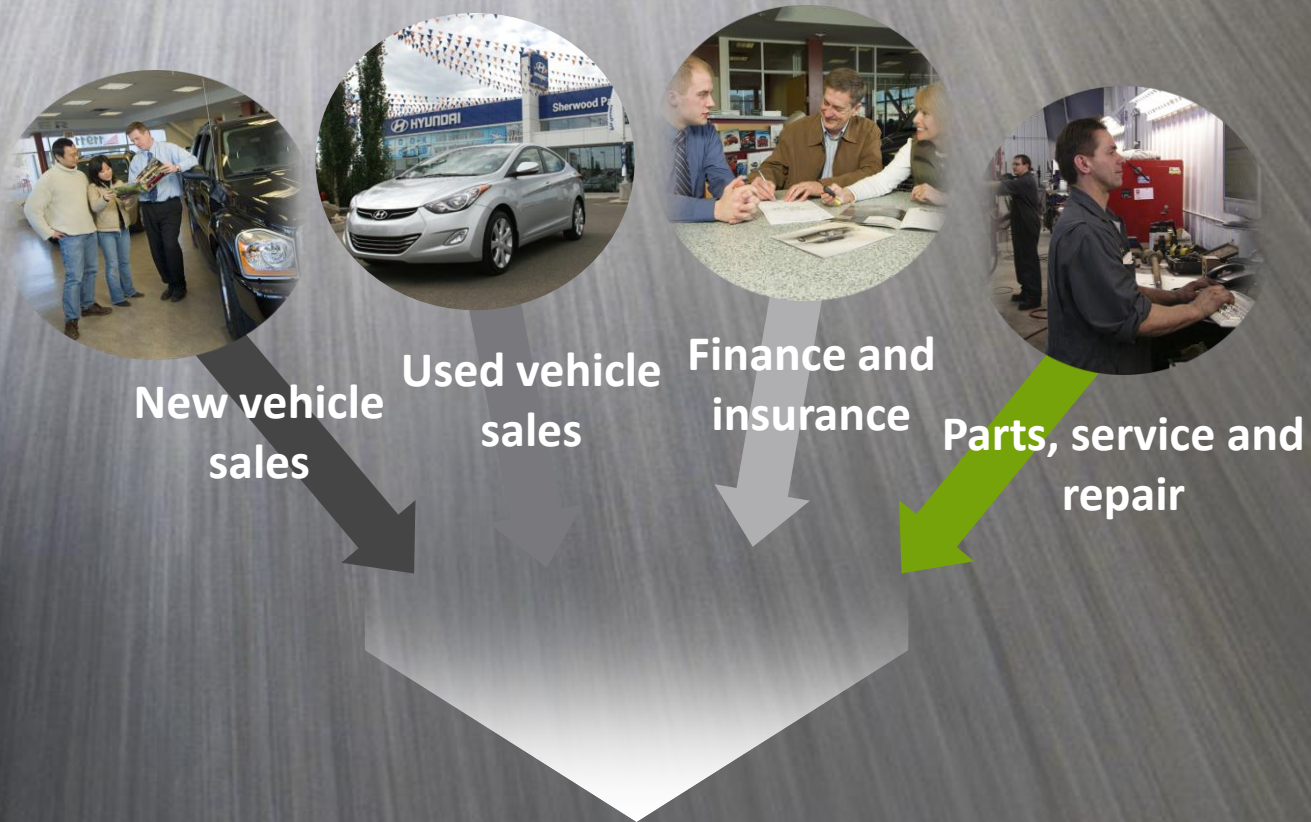 HYUNDAI
Sherwood
New vehicle
sales
Used vehicle
sales
Finance and
insurance
Parts, service and
repair